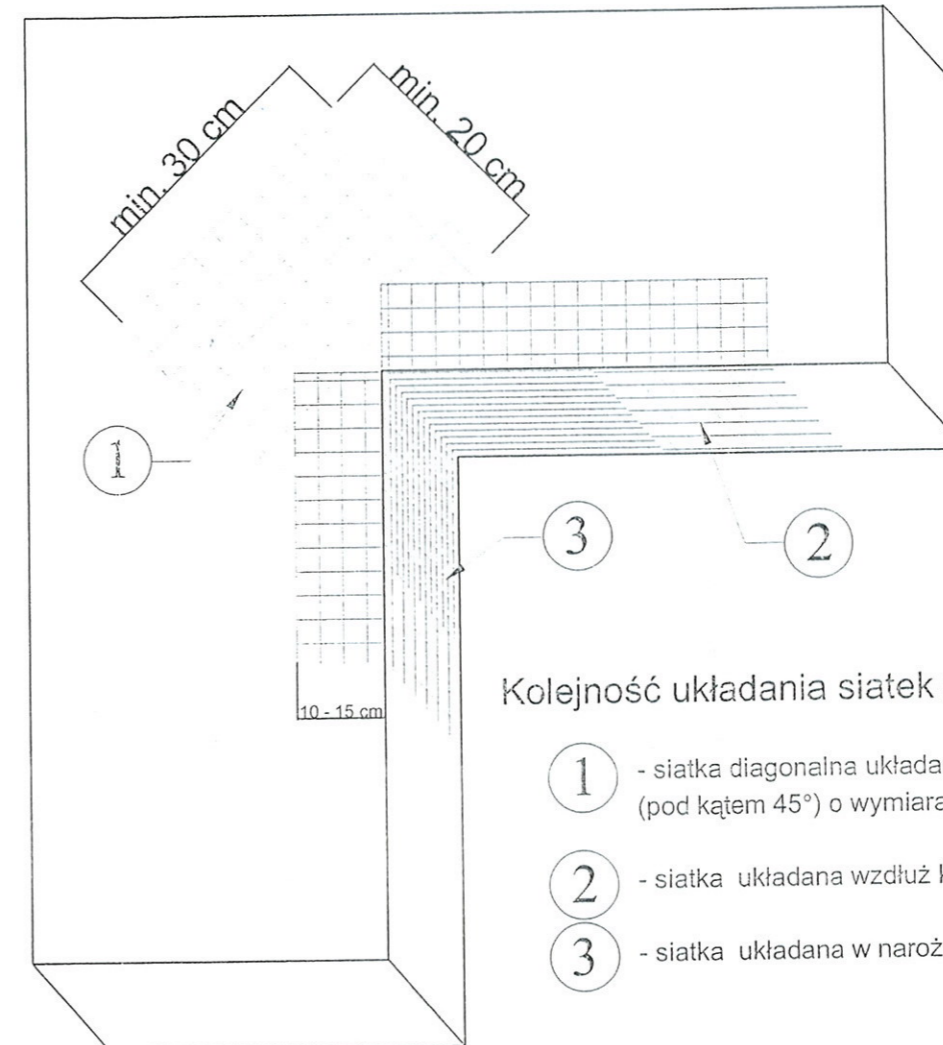 min. 30 cm
min. 20 cm
1
3
2
10 - 15 cm
Kolejność układania siatek
1 - siatka diagonalna układa
(pod kątem 45°) o wymiara
2 - siatka układana wzdłuż k
3 - siatka układana w naroż